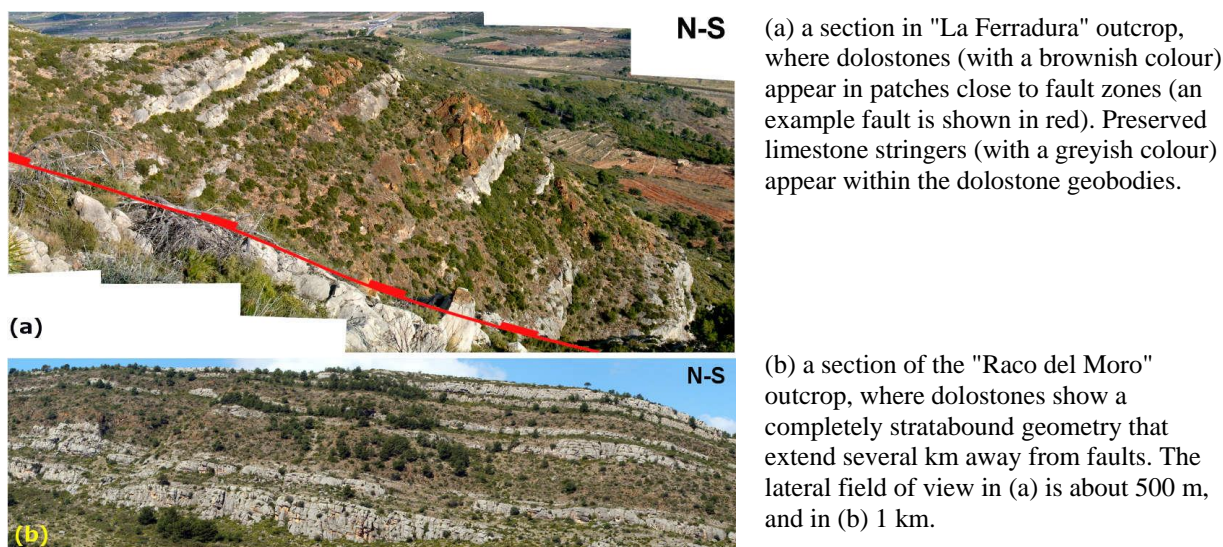 N-S
(a)
(a) a section in "La Ferradura" outcrop,
where dolostones (with a brownish colour)
appear in patches close to fault zones (an
example fault is shown in red). Preserved
limestone stringers (with a greyish colour)
appear within the dolostone geobodies.
N-S
(b)
(b) a section of the "Raco del Moro"
outcrop, where dolostones show a
completely stratabound geometry that
extend several km away from faults. The
lateral field of view in (a) is about 500 m,
and in (b) 1 km.